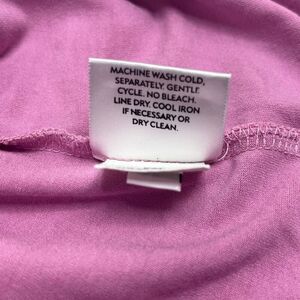 MACHINE WASH COLD,
SEPARATELY. GENTLE
CYCLE. NO BLEACH.
LINE DRY. COOL IRON
IF NECESSARY OR
DRY CLEAN.